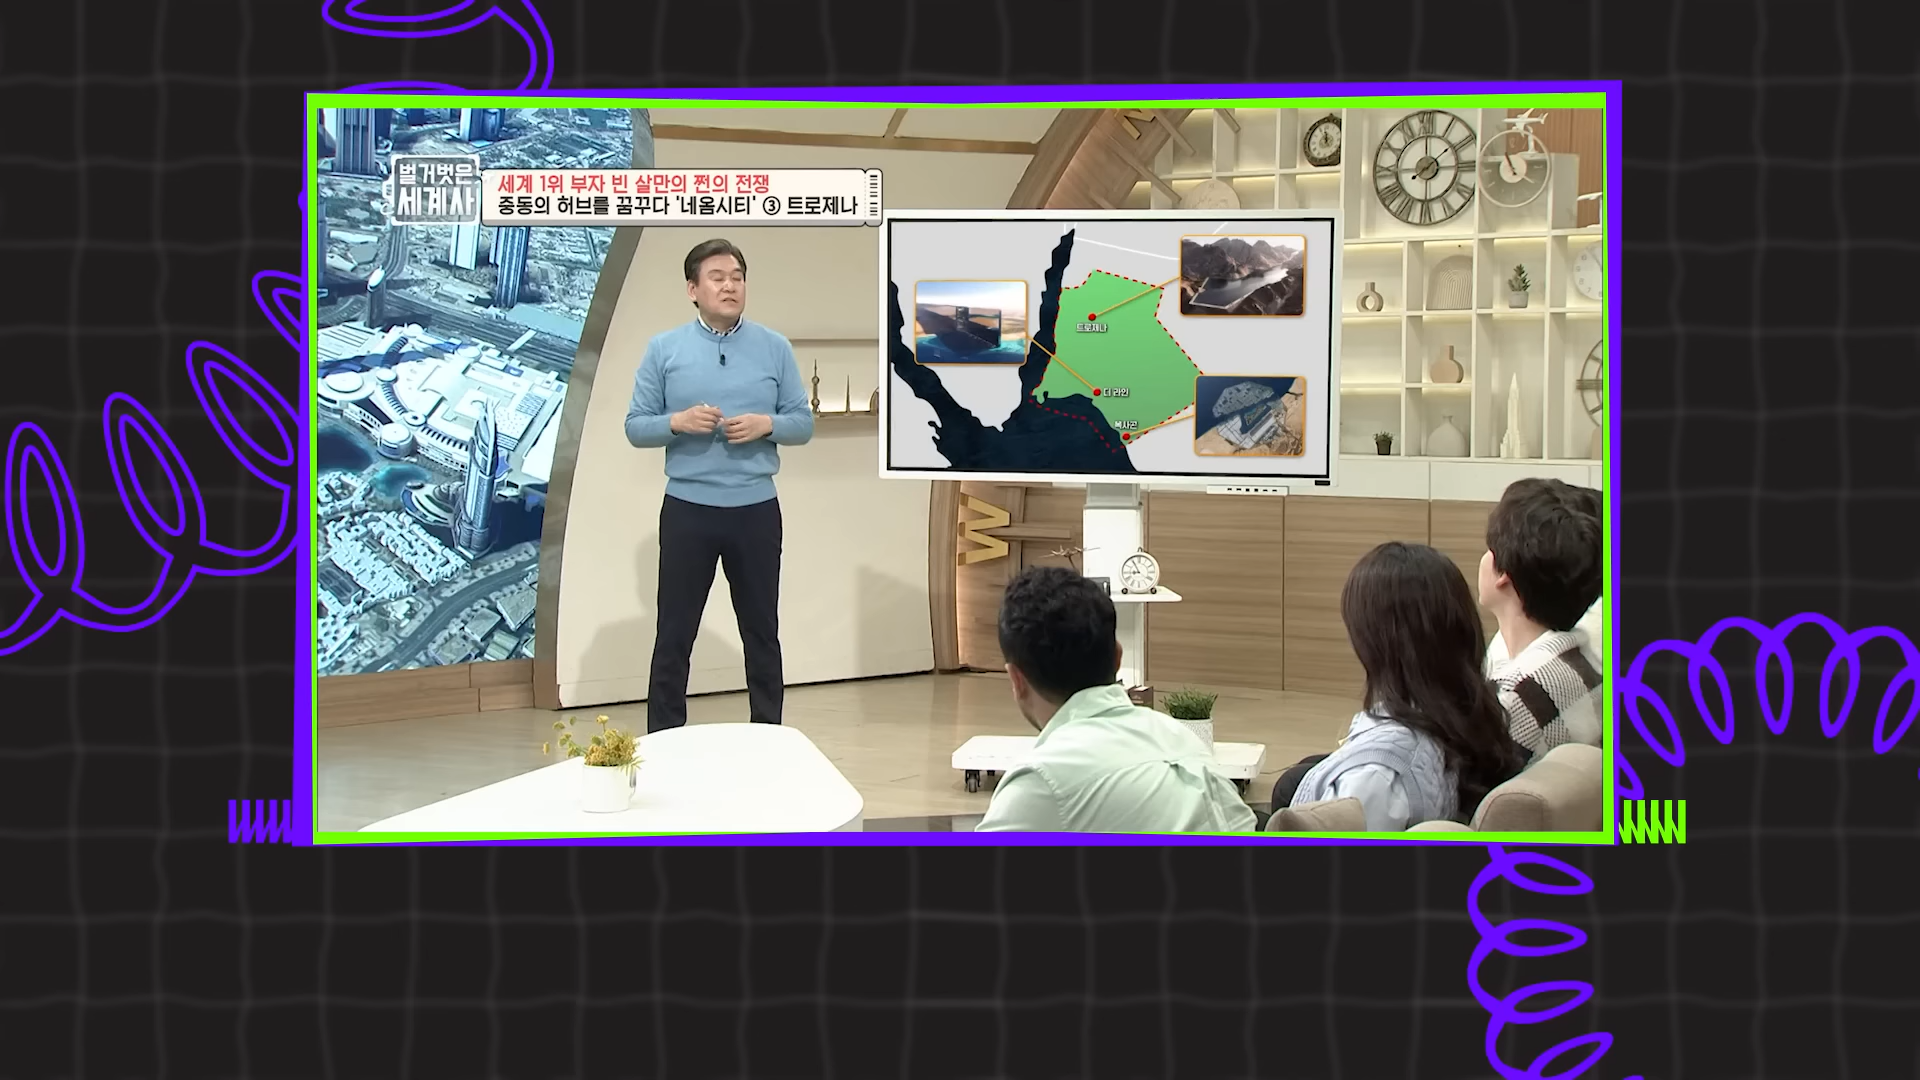 벌거벗은
세계사
세계 1위 부자 빈 살만의 쩐의 전쟁
중동의 허브를 꿈꾸다 '네옴시티' ③ 트로제나
트로제나
더 라인
옥사곤
W